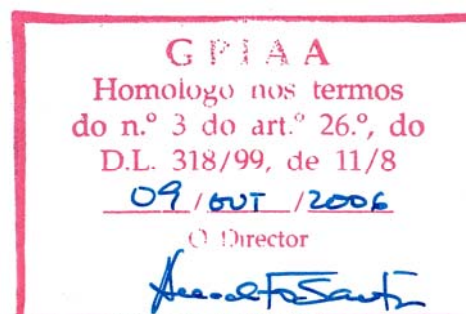 GPIAA
Homologo nos termos
do n.º 3 do art.º 26.º, do
D.L. 318/99, de 11/8
09 / OUT / 2006
O Director